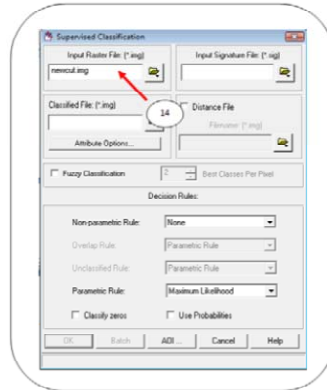 Supervised Classification
Input Raster File: (*.img)
Input Signature File: (*.sig)
newcut.img
Classified File: (*.img)
Distance File
14
Filename: (*.img)
Attribute Options...
Fuzzy Classification
2
Best Classes Per Pixel
Decision Rules:
Non-parametric Rule:
None
Overlap Rule:
Parametric Rule
Unclassified Rule:
Parametric Rule
Parametric Rule:
Maximum Likelihood
Classify zeros
Use Probabilities
OK
Batch
AOI ...
Cancel
Help